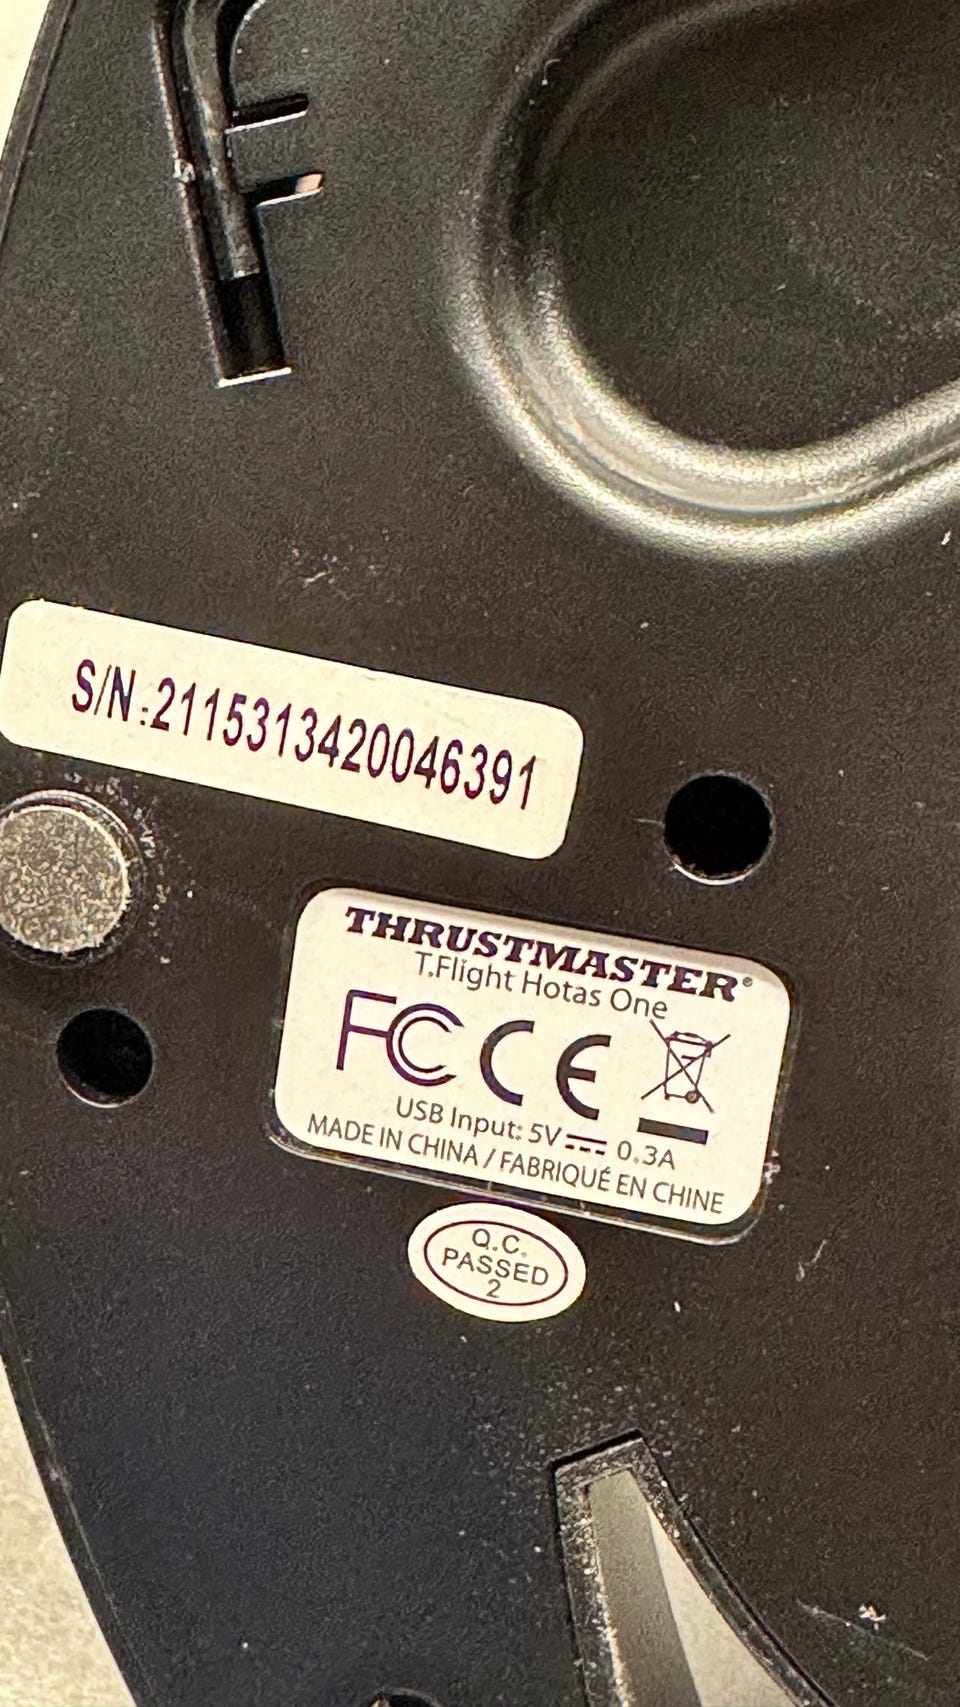 S/N:2115313420046391
THRUSTMASTER®
T.Flight Hotas One
FC CE
USB Input: 5V ⎓ 0.3A
MADE IN CHINA / FABRIQUÉ EN CHINE
Q.C.
PASSED
2